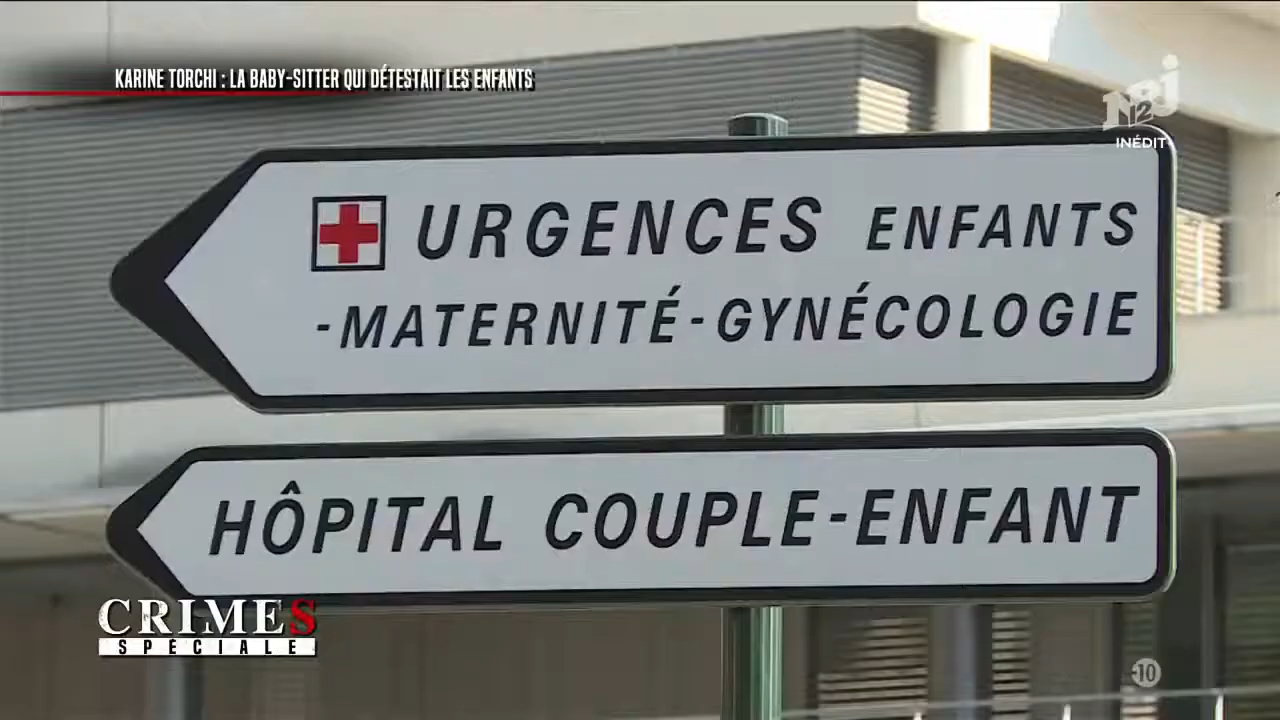 KARINE TORCHI : LA BABY-SITTER QUI DÉTESTAIT LES ENFANTS
NRJ12
INÉDIT
URGENCES ENFANTS
-MATERNITÉ-GYNÉCOLOGIE
HÔPITAL COUPLE-ENFANT
CRIMES
SPÉCIALE
-10